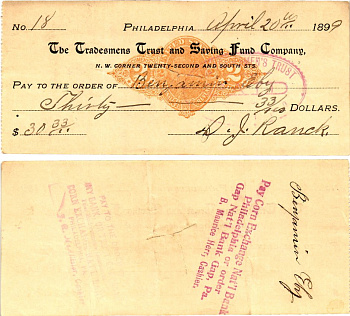 No. 18 Philadelphia April 20th 1899
The Tradesmens Trust and Saving Fund Company,
N. W. CORNER TWENTY-SECOND AND SOUTH STS.
PAY TO THE ORDER OF Benjamin Eby
Thirty 33/100 DOLLARS.
$ 30 33 D. J. Ranck
Benjamin Eby
Pay Corn Exchange Nat'l Bank
Philadelphia or order
Gap Nat'l Bank Gap, Pa.
B. Maurice Herr, Cashier.